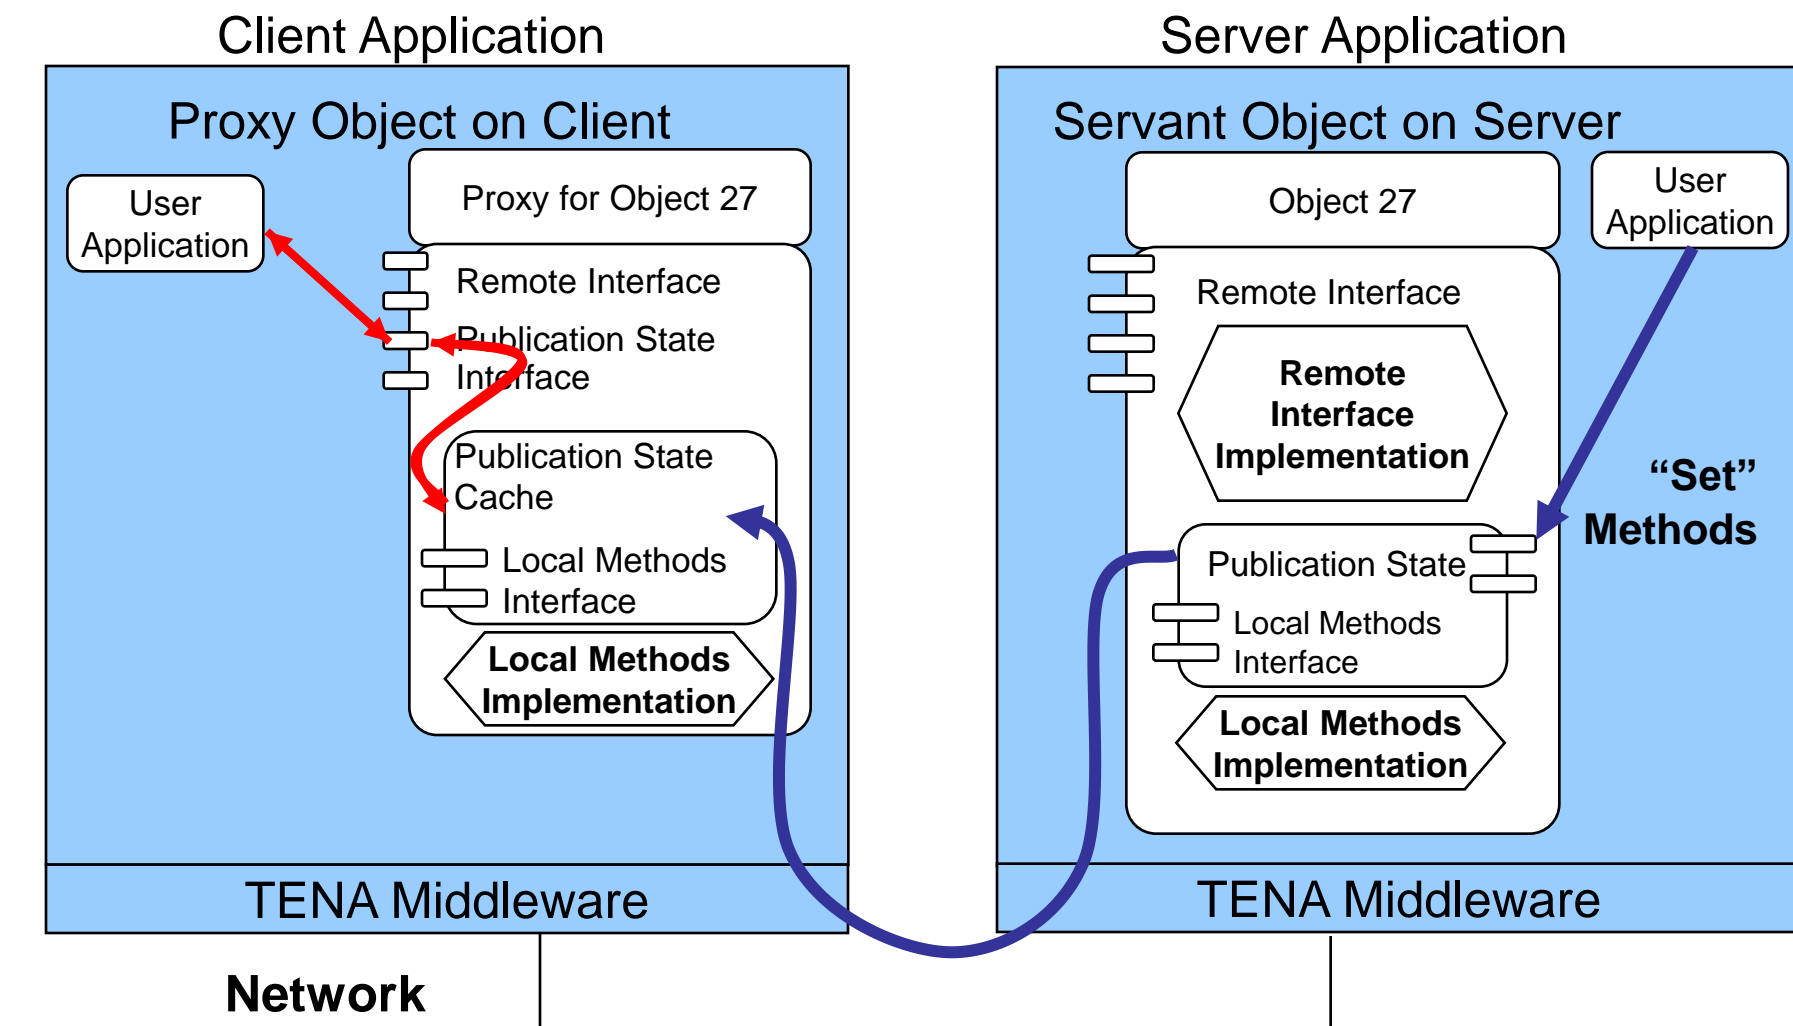 Client Application
Proxy Object on Client
User
Application
Proxy for Object 27
Remote Interface
Publication State
Interface
Publication State
Cache
Local Methods
Interface
Local Methods
Implementation
TENA Middleware
Network
Server Application
Servant Object on Server
Object 27
User
Application
Remote Interface
Remote
Interface
Implementation
“Set”
Methods
Publication State
Local Methods
Interface
Local Methods
Implementation
TENA Middleware